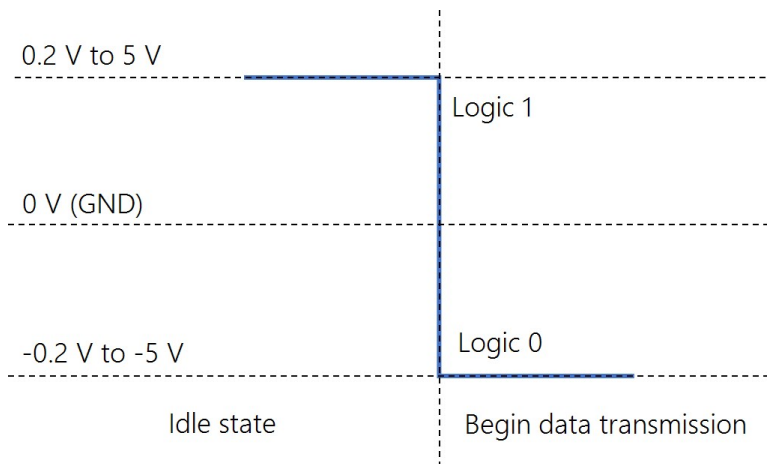 0.2 V to 5 V
Logic 1
0 V (GND)
Logic 0
-0.2 V to -5 V
Idle state
Begin data transmission